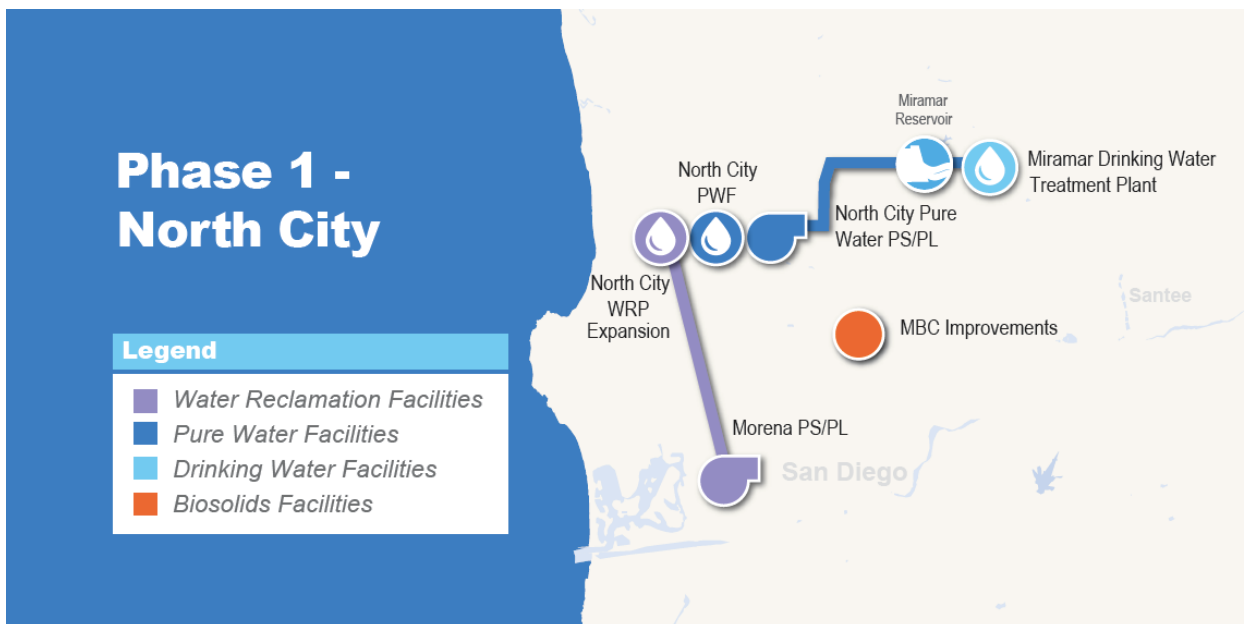 Phase 1 -
North City
Legend
Water Reclamation Facilities
Pure Water Facilities
Drinking Water Facilities
Biosolids Facilities
Miramar
Reservoir
Miramar Drinking Water
Treatment Plant
North City
PWF
North City Pure
Water PS/PL
North City
WRP
Expansion
Santee
MBC Improvements
Morena PS/PL
San Diego